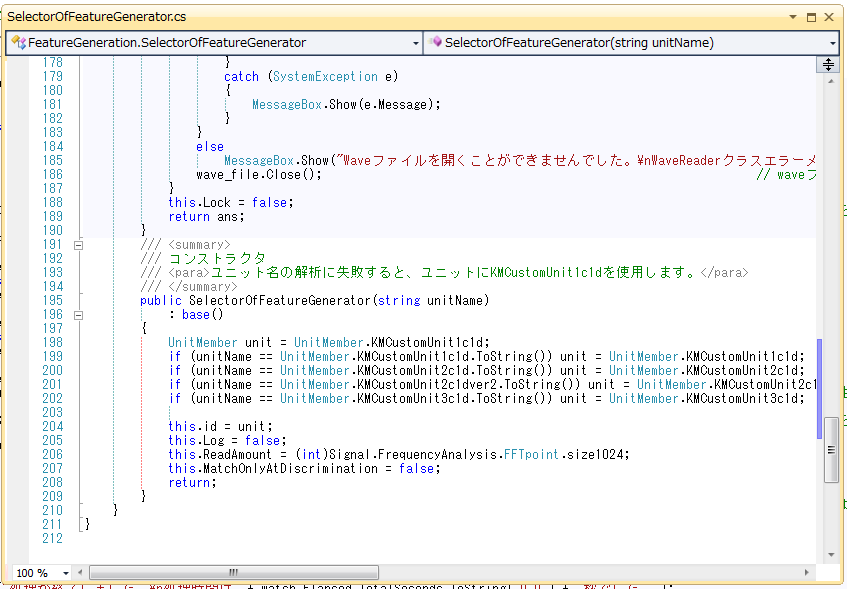 SelectorOfFeatureGenerator.cs
FeatureGeneration.SelectorOfFeatureGenerator
SelectorOfFeatureGenerator(string unitName)
178 }
179 catch (SystemException e)
180 {
181 MessageBox.Show(e.Message);
182 }
183 }
184 else
185 MessageBox.Show("Waveファイルを開くことができませんでした。¥nWaveReaderクラスエラーメ
186 wave_file.Close(); // waveフ
187 }
188 this.Lock = false;
189 return ans;
190 }
191 /// <summary>
192 /// コンストラクタ
193 /// <para>ユニット名の解析に失敗すると、ユニットにKMCustomUnit1c1dを使用します。</para>
194 /// </summary>
195 public SelectorOfFeatureGenerator(string unitName)
196 : base()
197 {
198 UnitMember unit = UnitMember.KMCustomUnit1c1d;
199 if (unitName == UnitMember.KMCustomUnit1c1d.ToString()) unit = UnitMember.KMCustomUnit1c1d;
200 if (unitName == UnitMember.KMCustomUnit2c1d.ToString()) unit = UnitMember.KMCustomUnit2c1d;
201 if (unitName == UnitMember.KMCustomUnit2c1dver2.ToString()) unit = UnitMember.KMCustomUnit2c1
202 if (unitName == UnitMember.KMCustomUnit3c1d.ToString()) unit = UnitMember.KMCustomUnit3c1d;
203
204 this.id = unit;
205 this.Log = false;
206 this.ReadAmount = (int)Signal.FrequencyAnalysis.FFTpoint.size1024;
207 this.MatchOnlyAtDiscrimination = false;
208 return;
209 }
210 }
211 }
212
100 %